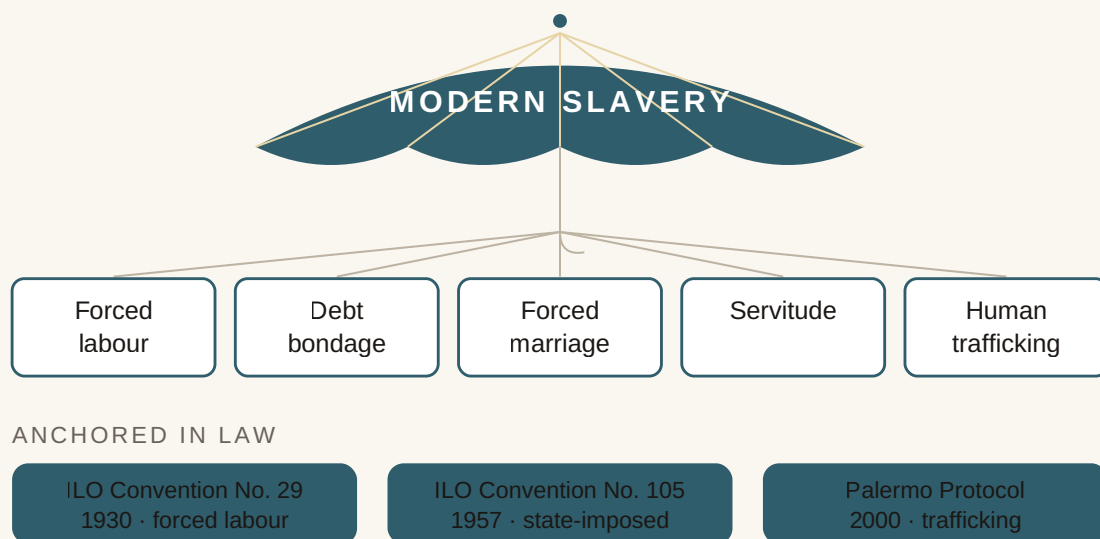 MODERN SLAVERY
Forced
labour
Debt
bondage
Forced
marriage
Servitude
Human
trafficking
ANCHORED IN LAW
ILO Convention No. 29
1930 · forced labour
ILO Convention No. 105
1957 · state-imposed
Palermo Protocol
2000 · trafficking